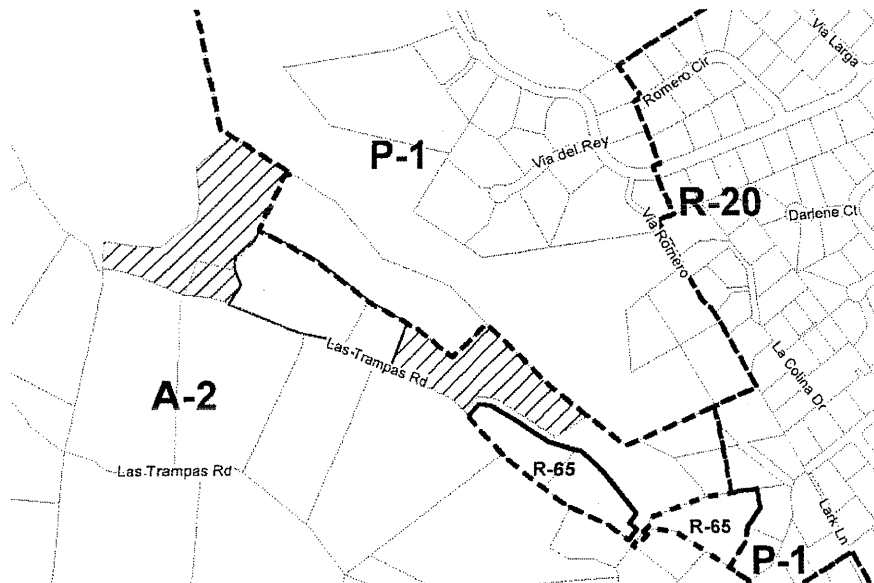 Via Larga
Romero Cir
P-1
Via del Rey
R-20
Darlene Ct
Via Romero
Las Trampas Rd
La Colina Dr
A-2
Las Trampas Rd
R-65
Lark Ln
R-65
P-1